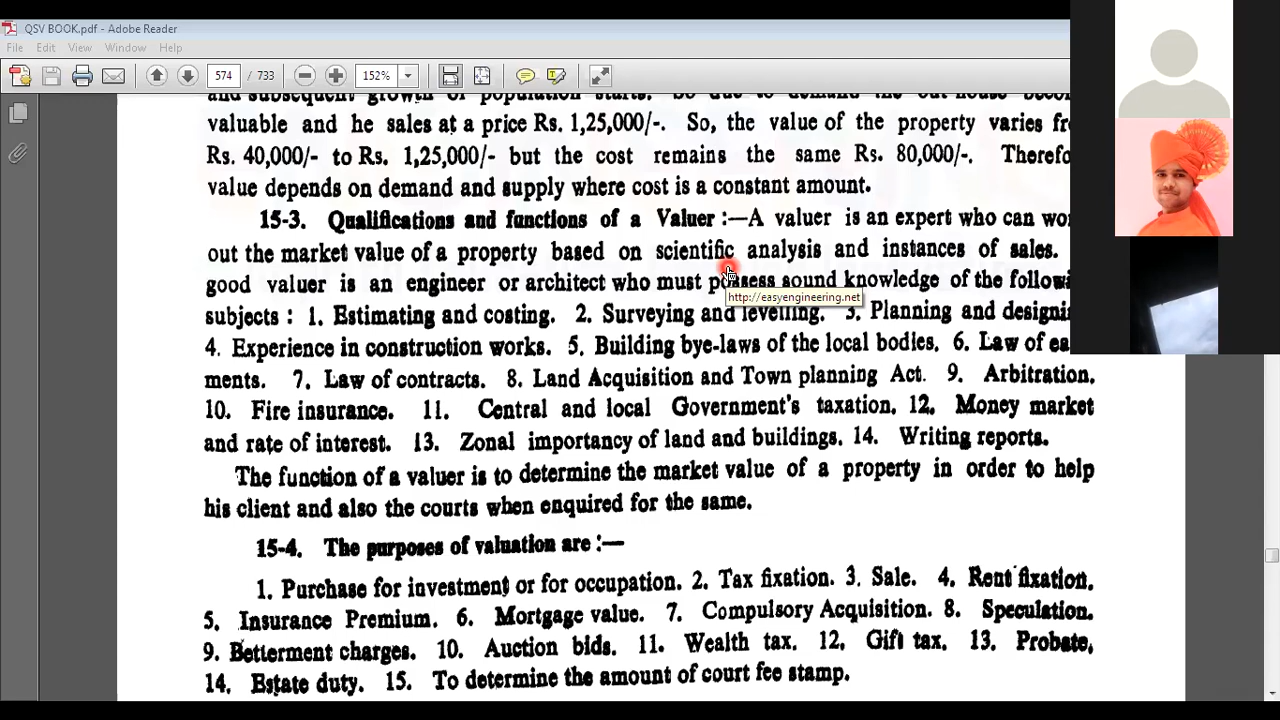 QSV BOOK.pdf - Adobe Reader
File Edit View Window Help
574 / 733 152%
and subsequent growth of population starts. So due to demand the out house
valuable and he sales at a price Rs. 1,25,000/-. So, the value of the property varies
Rs. 40,000/- to Rs. 1,25,000/- but the cost remains the same Rs. 80,000/-.
value depends on demand and supply where cost is a constant amount.
15-3. Qualifications and functions of a Valuer :—A valuer is an expert who can
out the market value of a property based on scientific analysis and instances of sales.
good valuer is an engineer or architect who must possess sound knowledge of the
http://easyengineering.net
subjects : 1. Estimating and costing. 2. Surveying and levelling. 3. Planning and
4. Experience in construction works. 5. Building bye-laws of the local bodies. 6. Law of
ments. 7. Law of contracts. 8. Land Acquisition and Town planning Act. 9. Arbitration.
10. Fire insurance. 11. Central and local Government's taxation. 12. Money market
and rate of interest. 13. Zonal importancy of land and buildings. 14. Writing reports.
The function of a valuer is to determine the market value of a property in order to help
his client and also the courts when enquired for the same.
15-4. The purposes of valuation are :—
1. Purchase for investment or for occupation. 2. Tax fixation. 3. Sale. 4. Rent fixation.
5. Insurance Premium. 6. Mortgage value. 7. Compulsory Acquisition. 8. Speculation.
9. Betterment charges. 10. Auction bids. 11. Wealth tax. 12. Gift tax. 13. Probate.
14. Estate duty. 15. To determine the amount of court fee stamp.